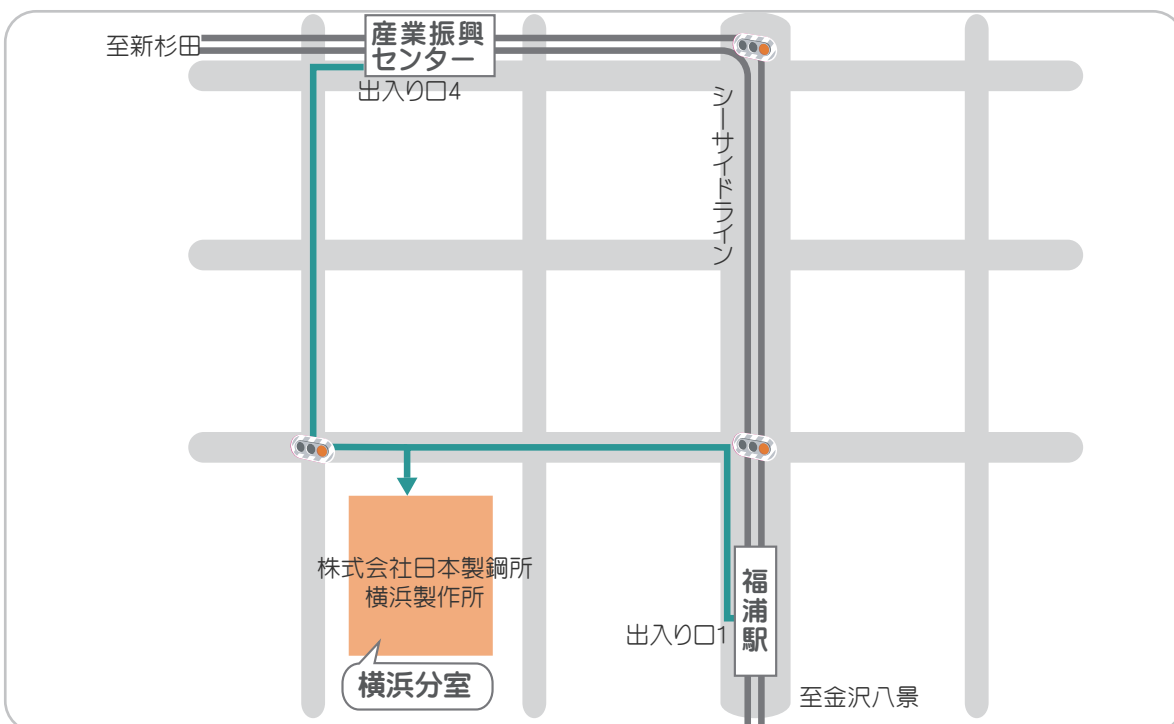 至新杉田
産業振興
センター
出入り口4
シーサイドライン
株式会社日本製鋼所
横浜製作所
福浦駅
出入り口1
横浜分室
至金沢八景